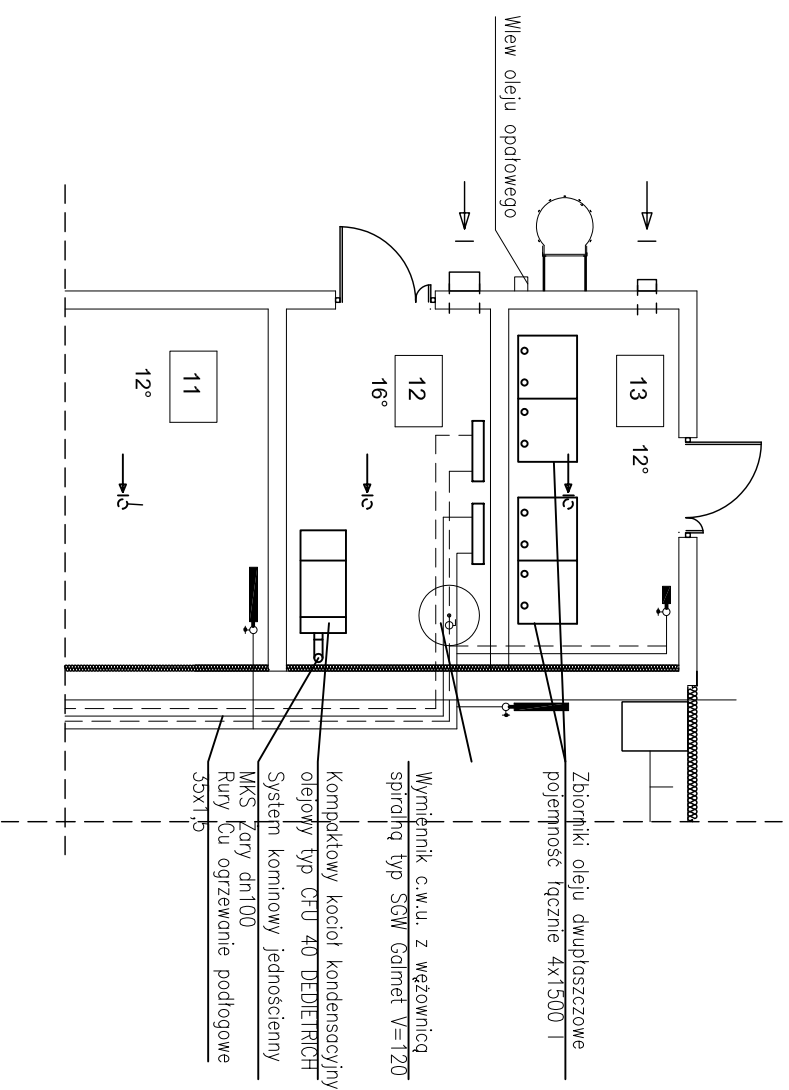 Wlew oleju opałowego
13
12°
12
16°
11
12°
Zbiorniki oleju dwupłaszczowe
pojemność łącznie 4x1500 l
Wymiennik c.w.u. z wężownicą
spiralną typ SGW Galmet V=120
Kompaktowy kocioł kondensacyjny
olejowy typ CFU 40 DEDIETRICH
System kominowy jednościenny
MKS Żary dn100
Rury Cu ogrzewanie podłogowe
35x1,5